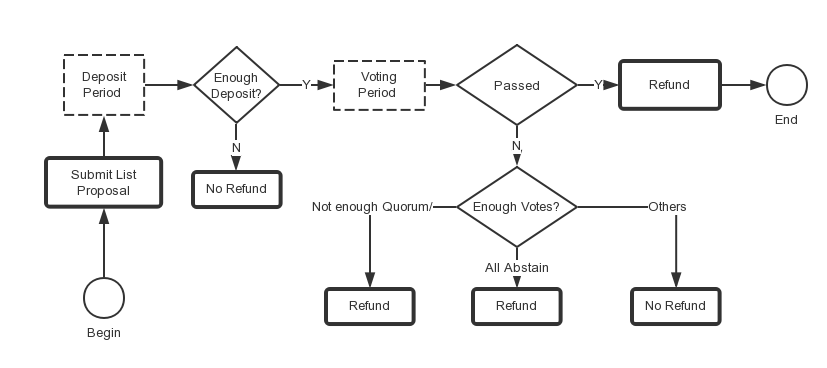 Deposit
Period
Enough
Deposit?
Y
Voting
Period
Passed
Y
Refund
End
N
N,
Submit List
Proposal
No Refund
Not enough Quorum/
Enough Votes?
Others
All Abstain
Begin
Refund
Refund
No Refund